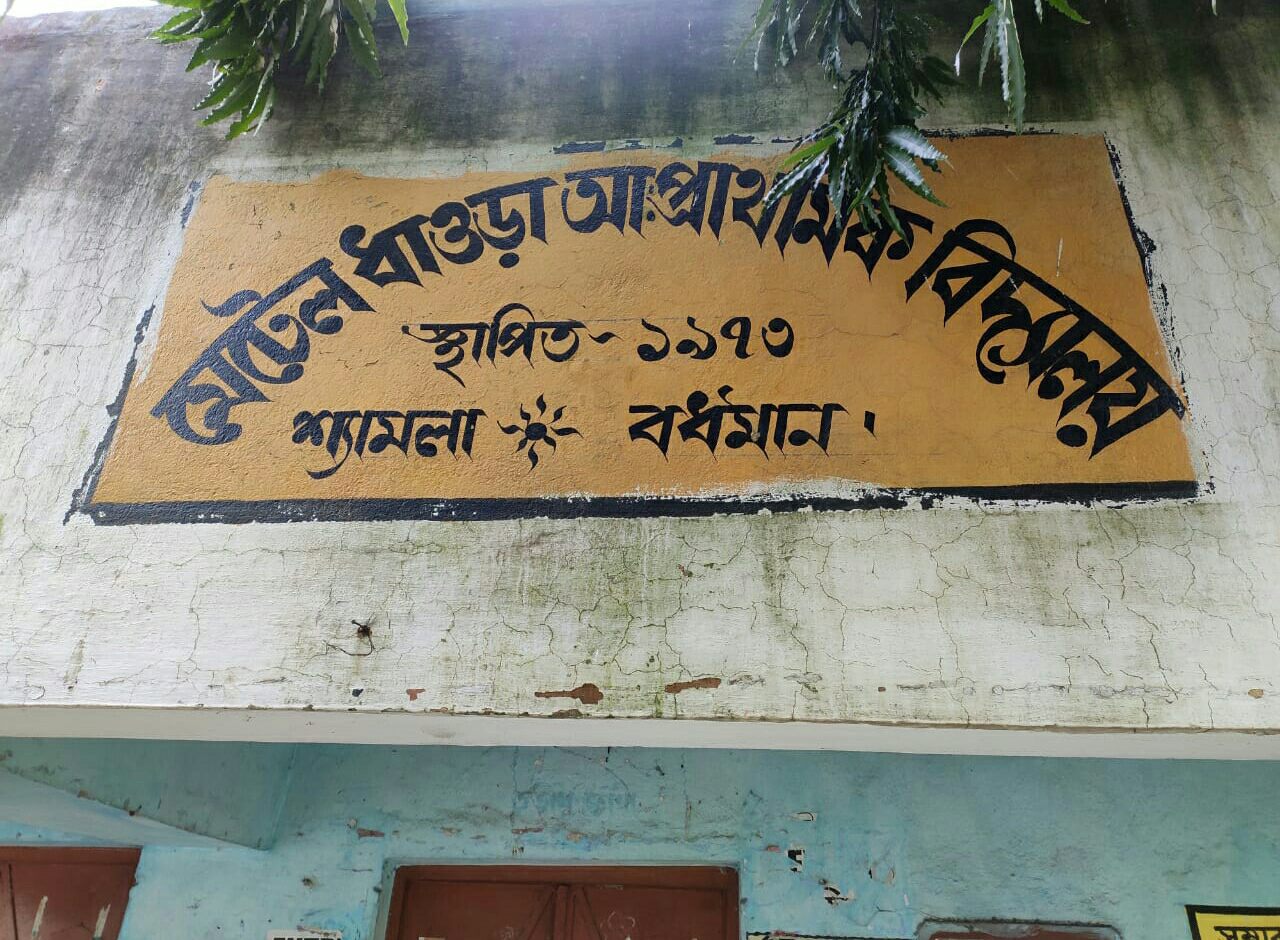 ধাওড়া আঃপ্রাথমিক বিদ্যালয়
স্থাপিত - ১৯৭৩
শ্যামলা বর্ধমান।